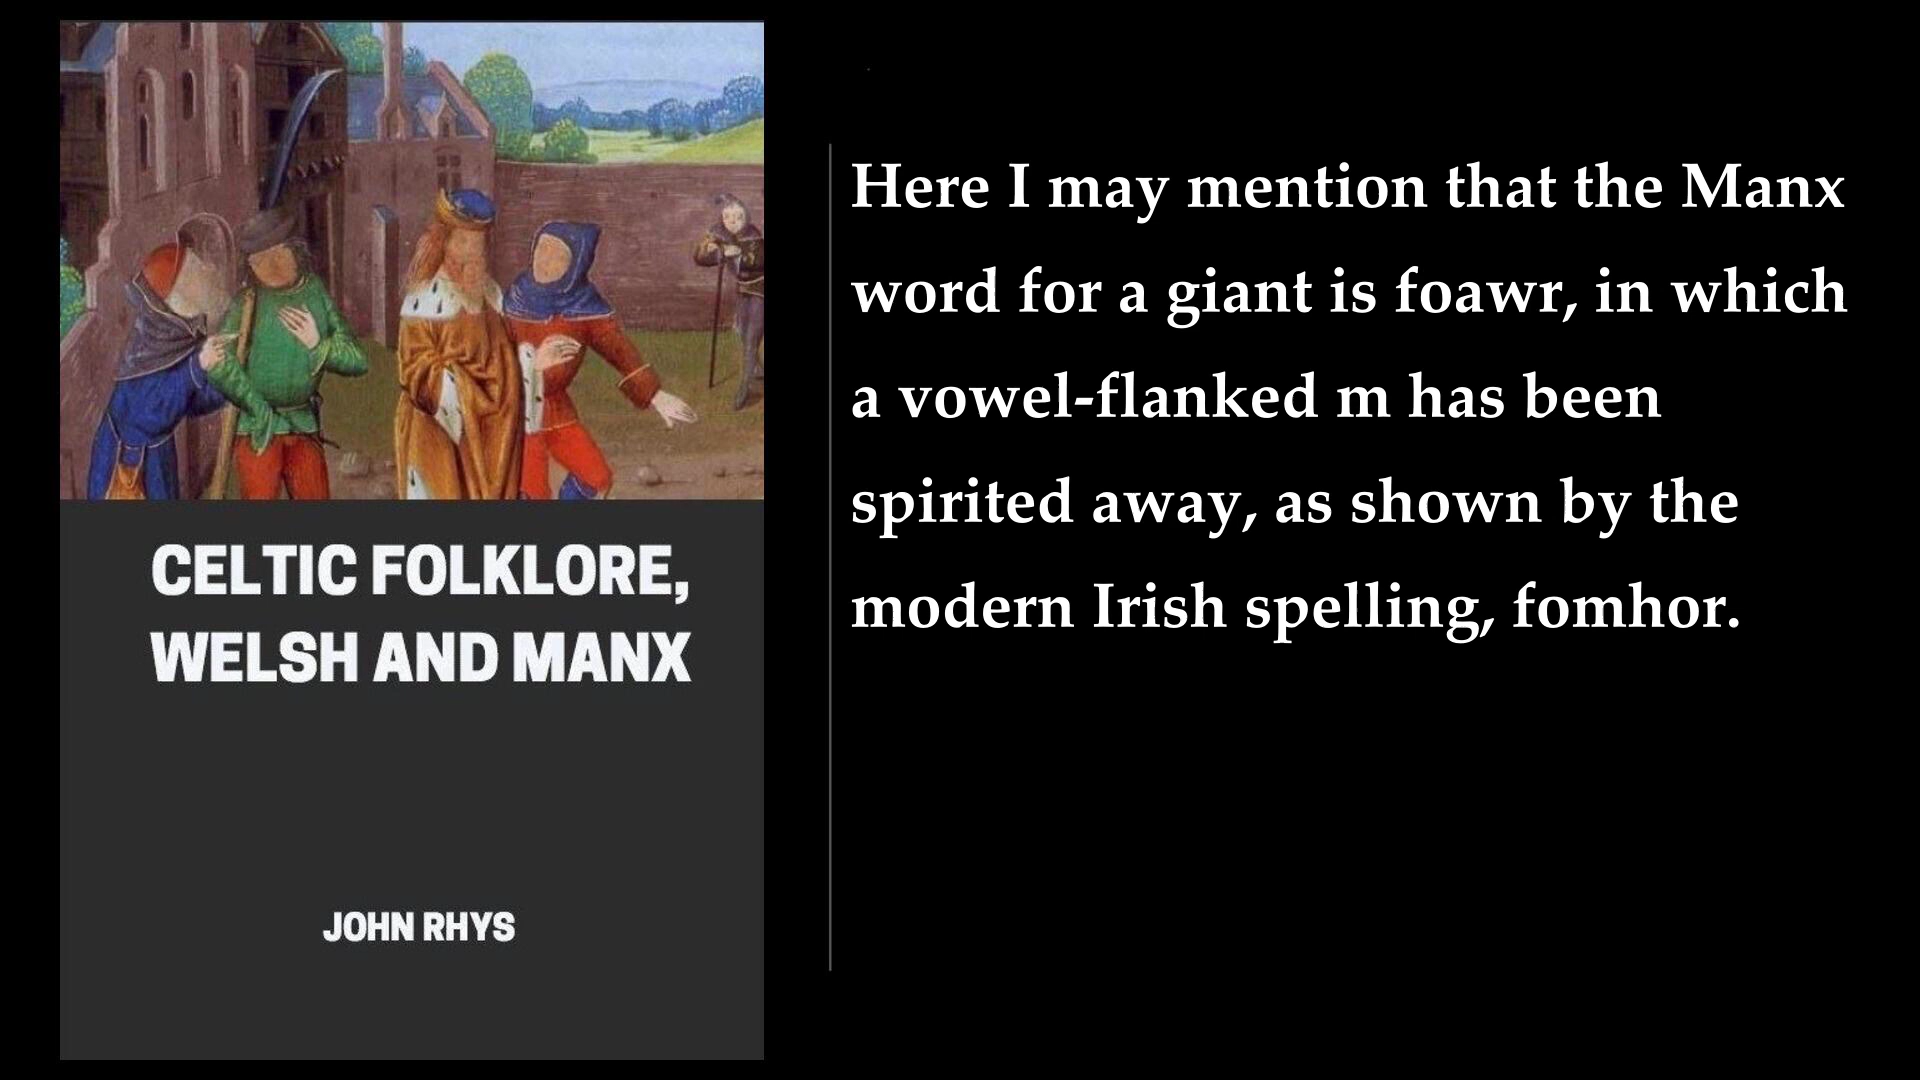 CELTIC FOLKLORE,
WELSH AND MANX
JOHN RHYS
Here I may mention that the Manx
word for a giant is foawr, in which
a vowel-flanked m has been
spirited away, as shown by the
modern Irish spelling, fomhor.